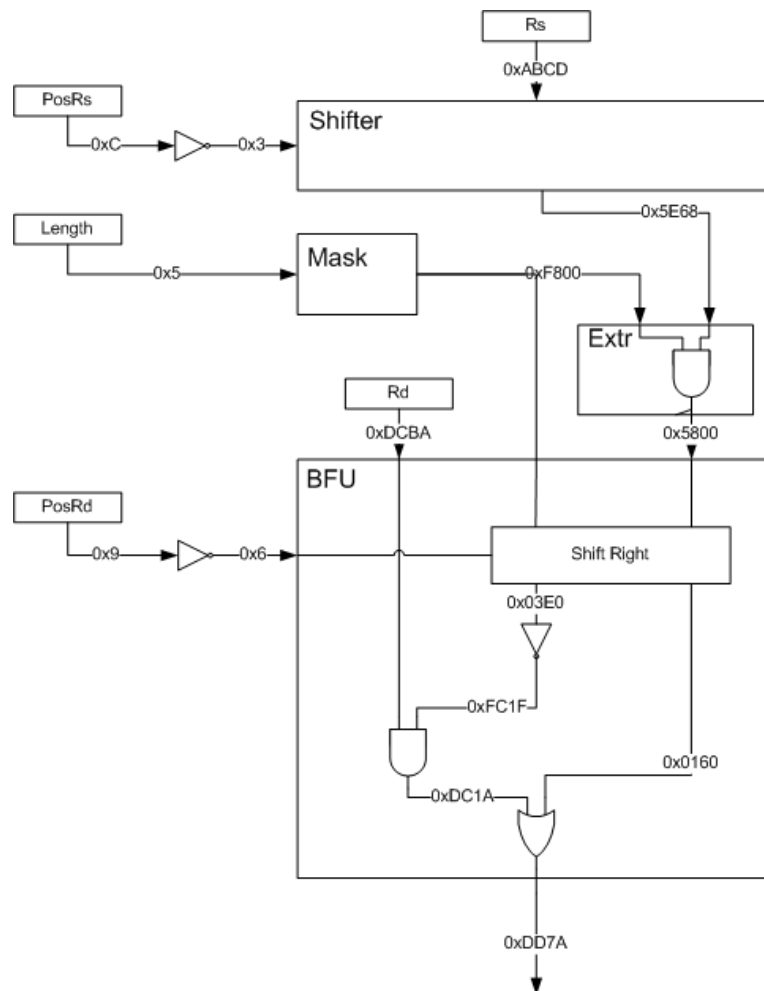 Rs
0xABCD
PosRs
Shifter
0xC
0x3
Length
0x5E68
0x5
Mask
0xF800
Extr
Rd
0xDCBA
0x5800
BFU
PosRd
0x9
0x6
Shift Right
0x03E0
0xFC1F
0x0160
0xDC1A
0xDD7A